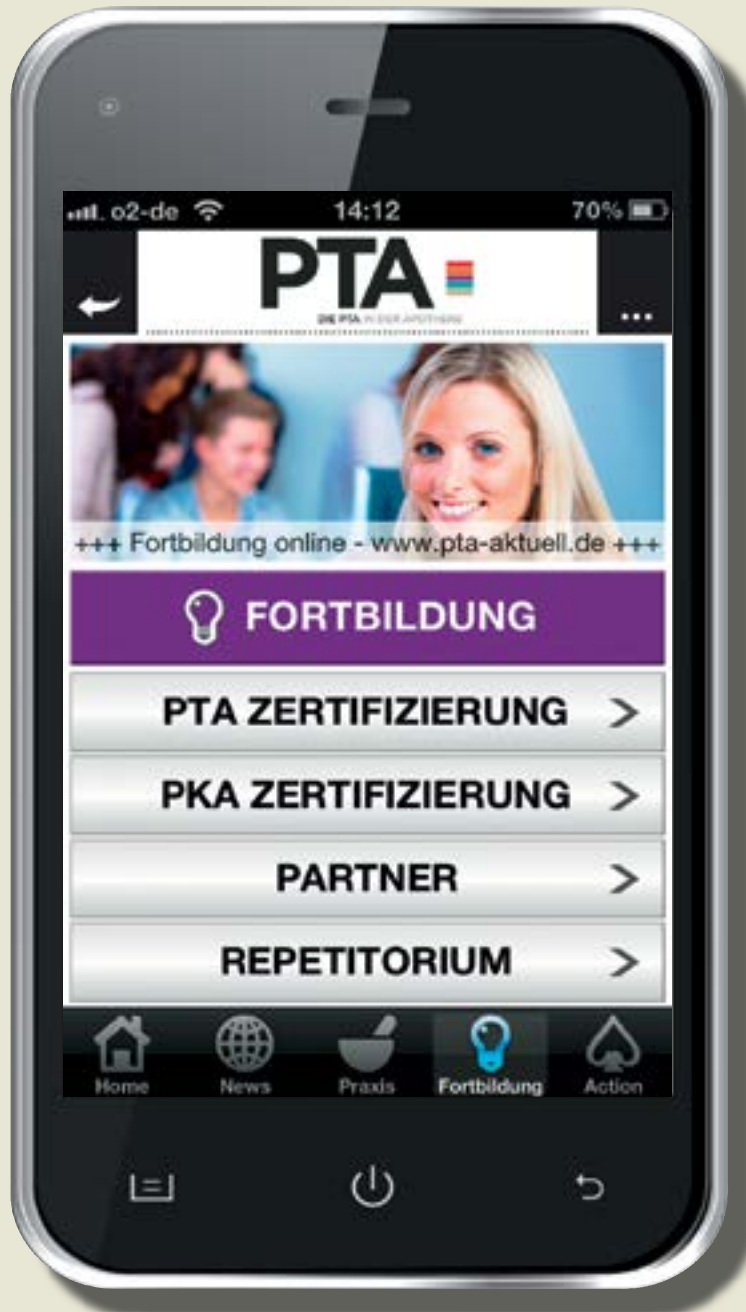 o2-de 14:12 70%
PTA
DIE PTA IN DER APOTHEKE
...
+++ Fortbildung online - www.pta-aktuell.de +++
FORTBILDUNG
PTA ZERTIFIZIERUNG >
PKA ZERTIFIZIERUNG >
PARTNER >
REPETITORIUM >
Home News Praxis Fortbildung Action